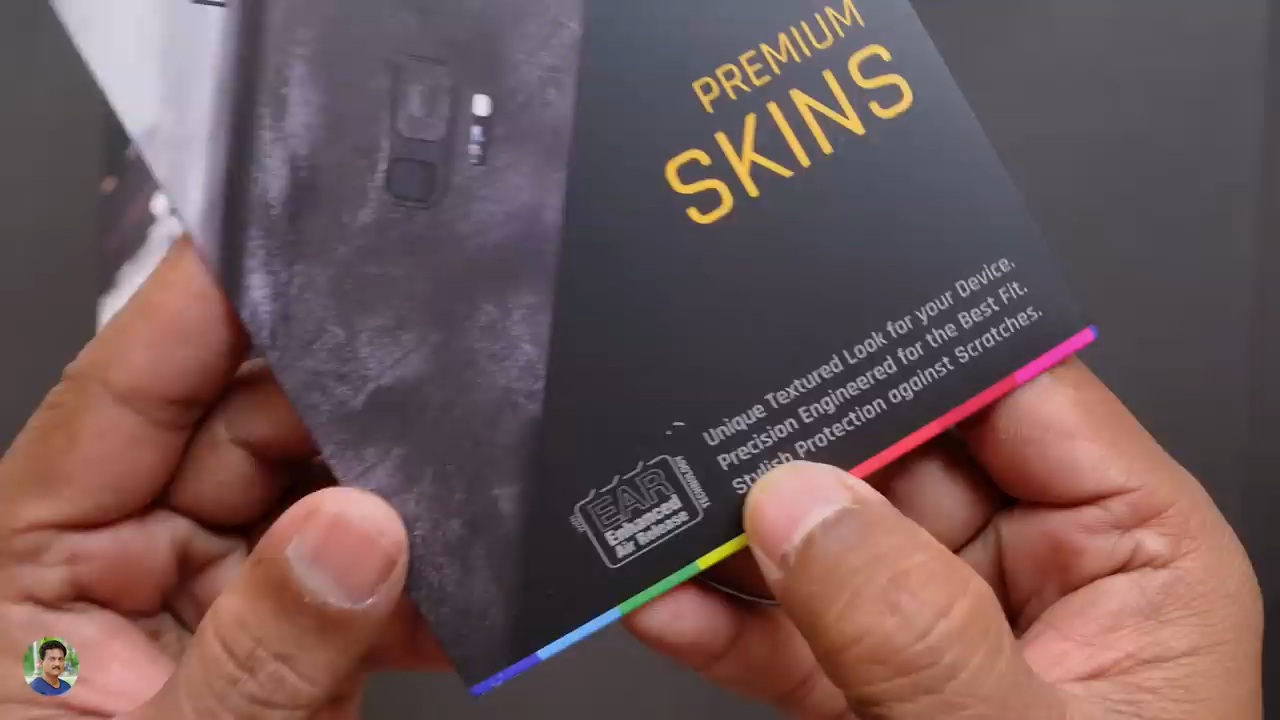 PREMIUM
SKINS
Unique Textured Look for your Device.
Precision Engineered for the Best Fit.
Stylish Protection against Scratches.
EAR
TECHNOLOGY
Enhanced
Air Release